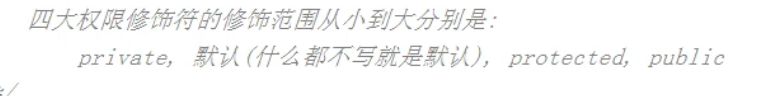 四大权限修饰符的修饰范围从小到大分别是:
private, 默认(什么都不写就是默认), protected, public
*/